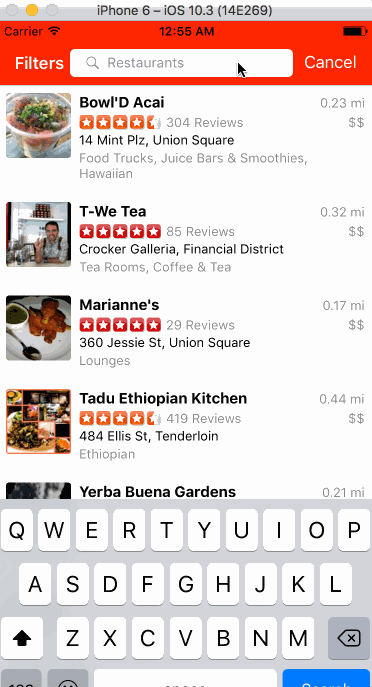 iPhone 6 – iOS 10.3 (14E269)
Carrier 12:55 AM
Filters Restaurants Cancel
Bowl'D Acai 0.23 mi
304 Reviews $$
14 Mint Plz, Union Square
Food Trucks, Juice Bars & Smoothies,
Hawaiian
T-We Tea 0.32 mi
85 Reviews $$
Crocker Galleria, Financial District
Tea Rooms, Coffee & Tea
Marianne's 0.17 mi
29 Reviews $$
360 Jessie St, Union Square
Lounges
Tadu Ethiopian Kitchen 0.44 mi
419 Reviews $$
484 Ellis St, Tenderloin
Ethiopian
Yerba Buena Gardens 0.21 mi
Q W E R T Y U I O P
A S D F G H J K L
Z X C V B N M
123 space Search